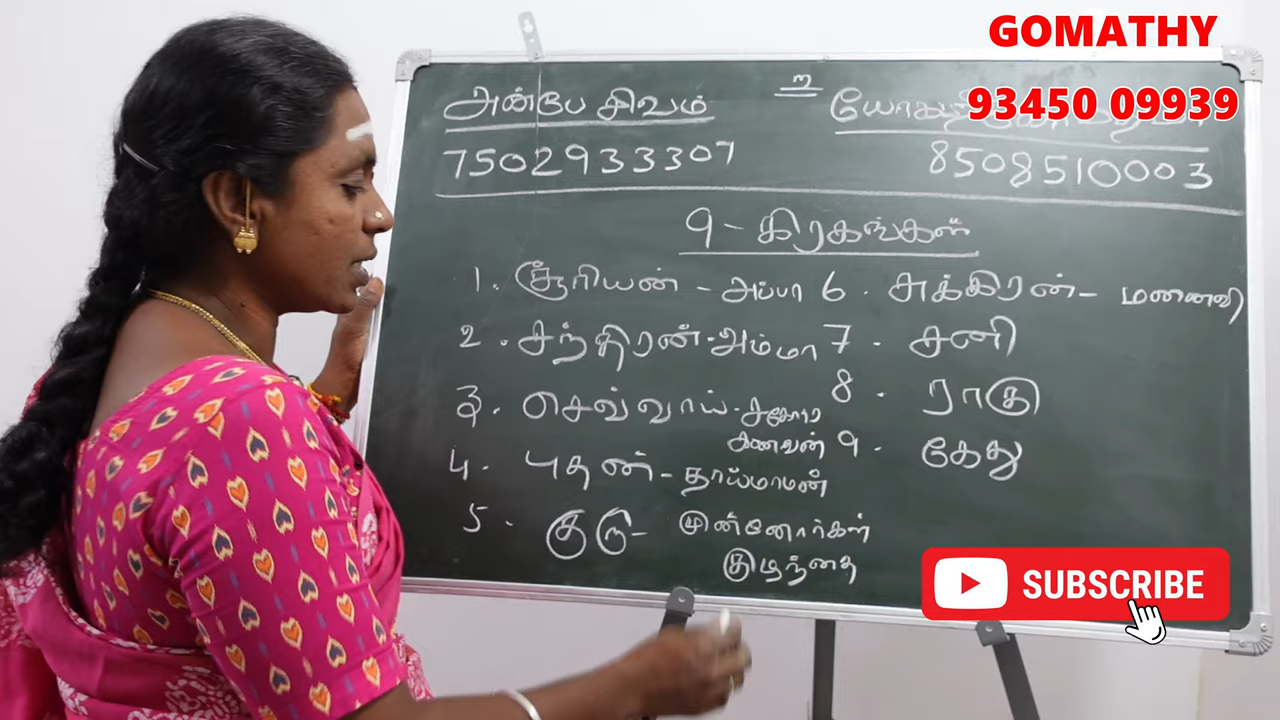 GOMATHY
93450 09939
உ
அன்பே சிவம்
7502933307
8508510003
9 - கிரகங்கள்
1. சூரியன் - அப்பா
2. சந்திரன் - அம்மா
3. செவ்வாய் - சகோதர
கணவன்
4. புதன் - தாய்மாமன்
5. குரு - முன்னோர்கள்
குழந்தை
6. சுக்கிரன் - மனைவி
7. சனி
8. ராகு
9. கேது
SUBSCRIBE